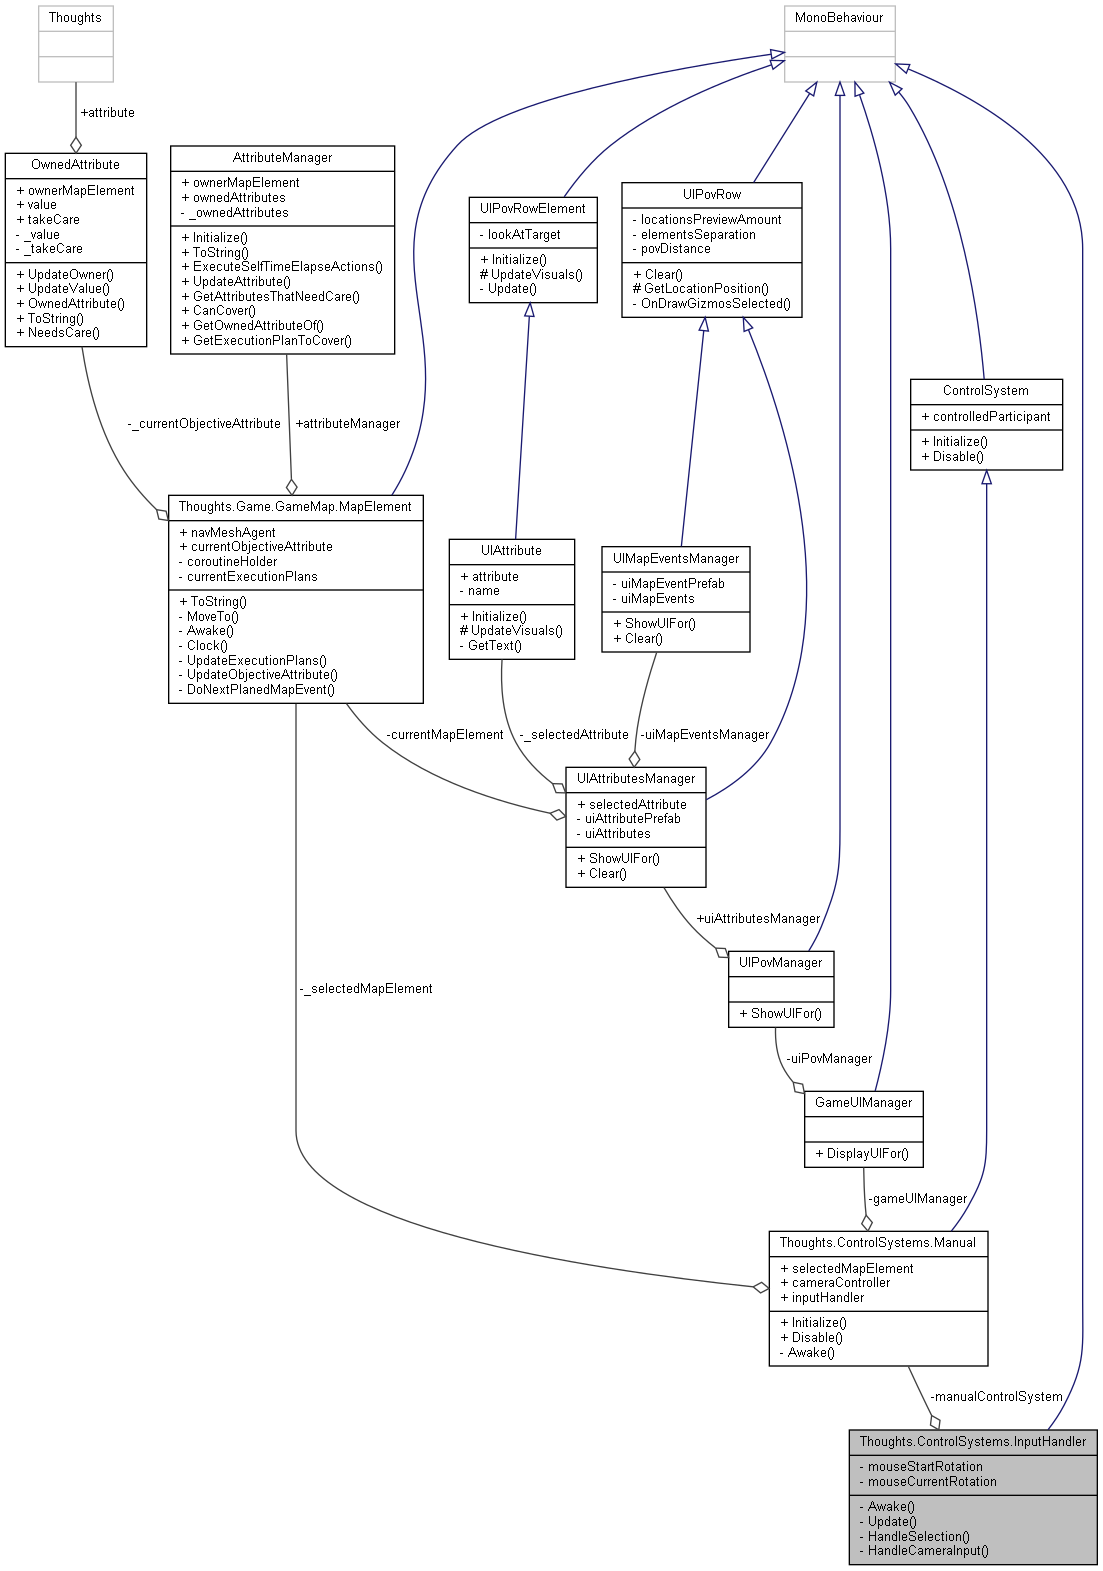 Thoughts
MonoBehaviour
+attribute
OwnedAttribute
+ ownerMapElement
+ value
+ takeCare
- _value
- _takeCare
+ UpdateOwner()
+ UpdateValue()
+ OwnedAttribute()
+ ToString()
+ NeedsCare()
AttributeManager
+ ownerMapElement
+ ownedAttributes
- _ownedAttributes
+ Initialize()
+ ToString()
+ ExecuteSelfTimeElapseActions()
+ UpdateAttribute()
+ GetAttributesThatNeedCare()
+ CanCover()
+ GetOwnedAttributeOf()
+ GetExecutionPlanToCover()
UIPovRowElement
- lookAtTarget
+ Initialize()
# UpdateVisuals()
- Update()
UIPovRow
- locationsPreviewAmount
- elementsSeparation
- povDistance
+ Clear()
# GetLocationPosition()
- OnDrawGizmosSelected()
ControlSystem
+ controlledParticipant
+ Initialize()
+ Disable()
-_currentObjectiveAttribute
+attributeManager
Thoughts.Game.GameMap.MapElement
+ navMeshAgent
+ currentObjectiveAttribute
- coroutineHolder
- currentExecutionPlans
+ ToString()
- MoveTo()
- Awake()
- Clock()
- UpdateExecutionPlans()
- UpdateObjectiveAttribute()
- DoNextPlanedMapEvent()
UIAttribute
+ attribute
- name
+ Initialize()
# UpdateVisuals()
- GetText()
UIMapEventsManager
- uiMapEventPrefab
- uiMapEvents
+ ShowUIFor()
+ Clear()
-currentMapElement
-_selectedAttribute
-uiMapEventsManager
UIAttributesManager
+ selectedAttribute
- uiAttributePrefab
- uiAttributes
+ ShowUIFor()
+ Clear()
+uiAttributesManager
UIPovManager
+ ShowUIFor()
-_selectedMapElement
-uiPovManager
GameUIManager
+ DisplayUIFor()
-gameUIManager
Thoughts.ControlSystems.Manual
+ selectedMapElement
+ cameraController
+ inputHandler
+ Initialize()
+ Disable()
- Awake()
-manualControlSystem
Thoughts.ControlSystems.InputHandler
- mouseStartRotation
- mouseCurrentRotation
- Awake()
- Update()
- HandleSelection()
- HandleCameraInput()